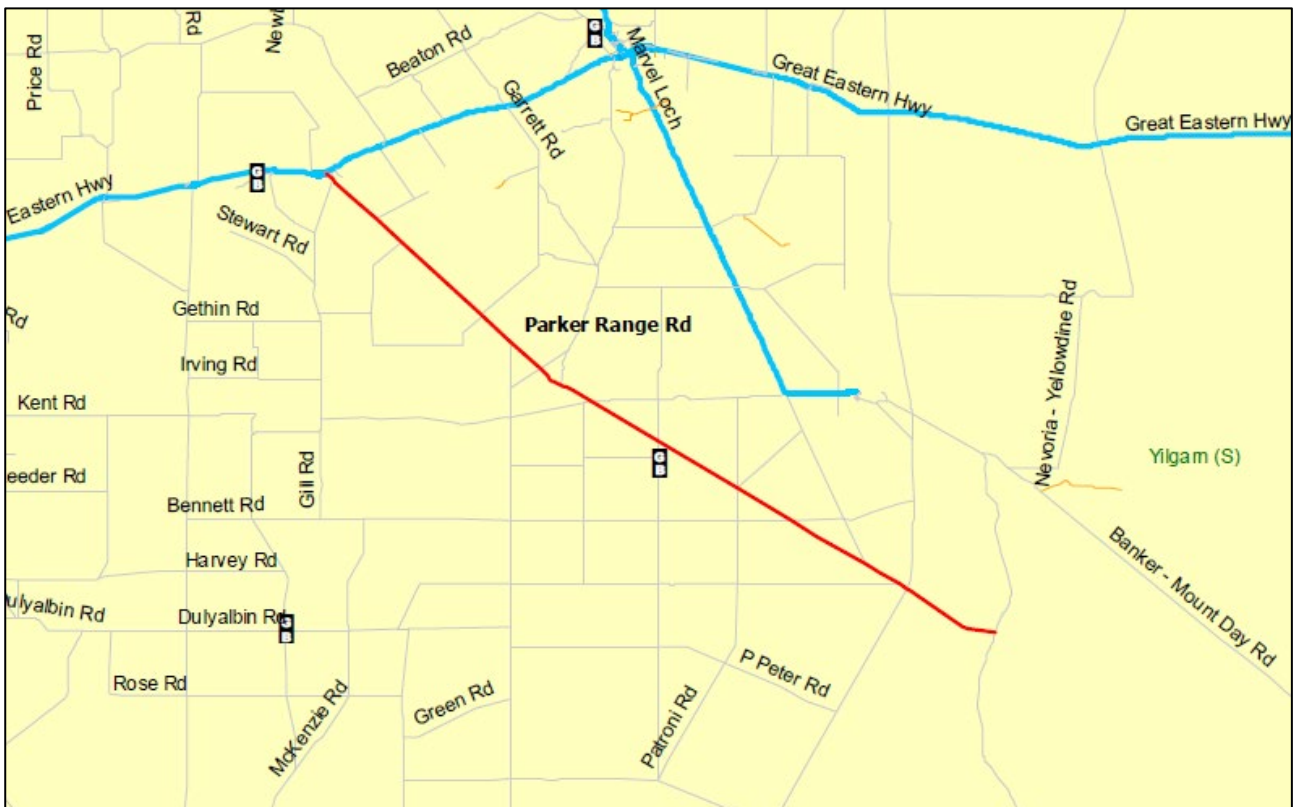 Price Rd
Rd
Beaton Rd
Marvel Loch
Great Eastern Hwy
Great Eastern Hwy
Garrett Rd
Eastern Hwy
Stewart Rd
Gethin Rd
Rd
Parker Range Rd
Nevoria - Yellowdine Rd
Irving Rd
Kent Rd
Yilgarn (S)
eeder Rd
Gill Rd
Bennett Rd
Harvey Rd
Banker - Mount Day Rd
ulyalbin Rd
Dulyalbin Rd
P Peter Rd
Rose Rd
McKenzie Rd
Green Rd
Patroni Rd